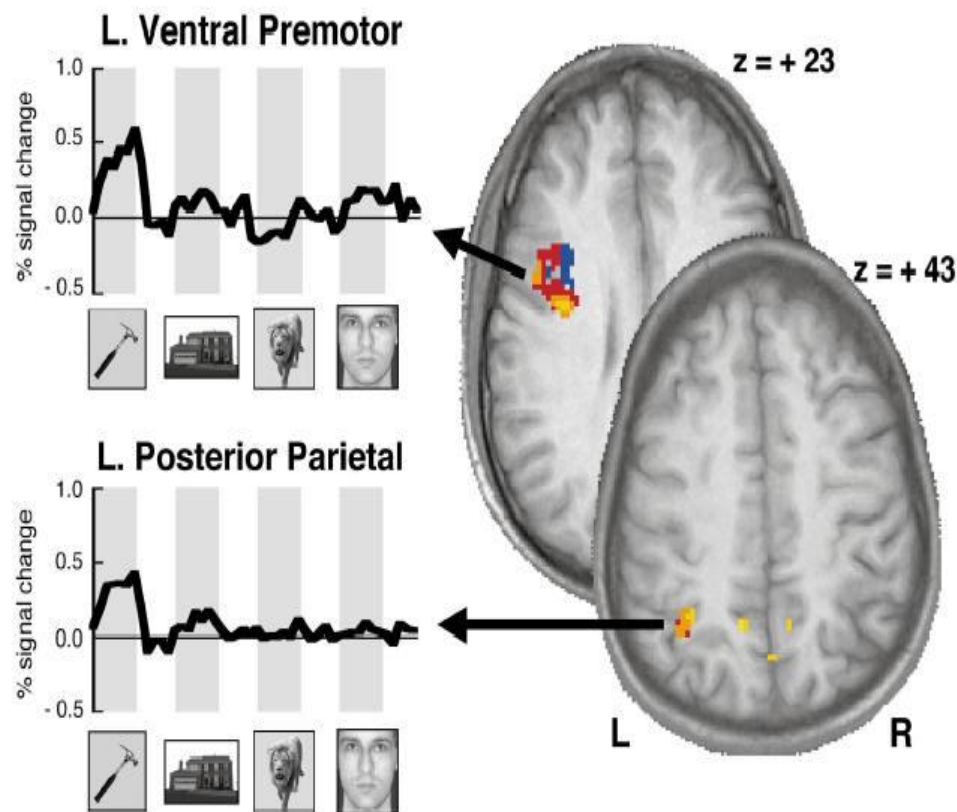 L. Ventral Premotor
% signal change
1.0
0.5
0.0
- 0.5
L. Posterior Parietal
% signal change
1.0
0.5
0.0
- 0.5
z = + 23
z = + 43
L
R